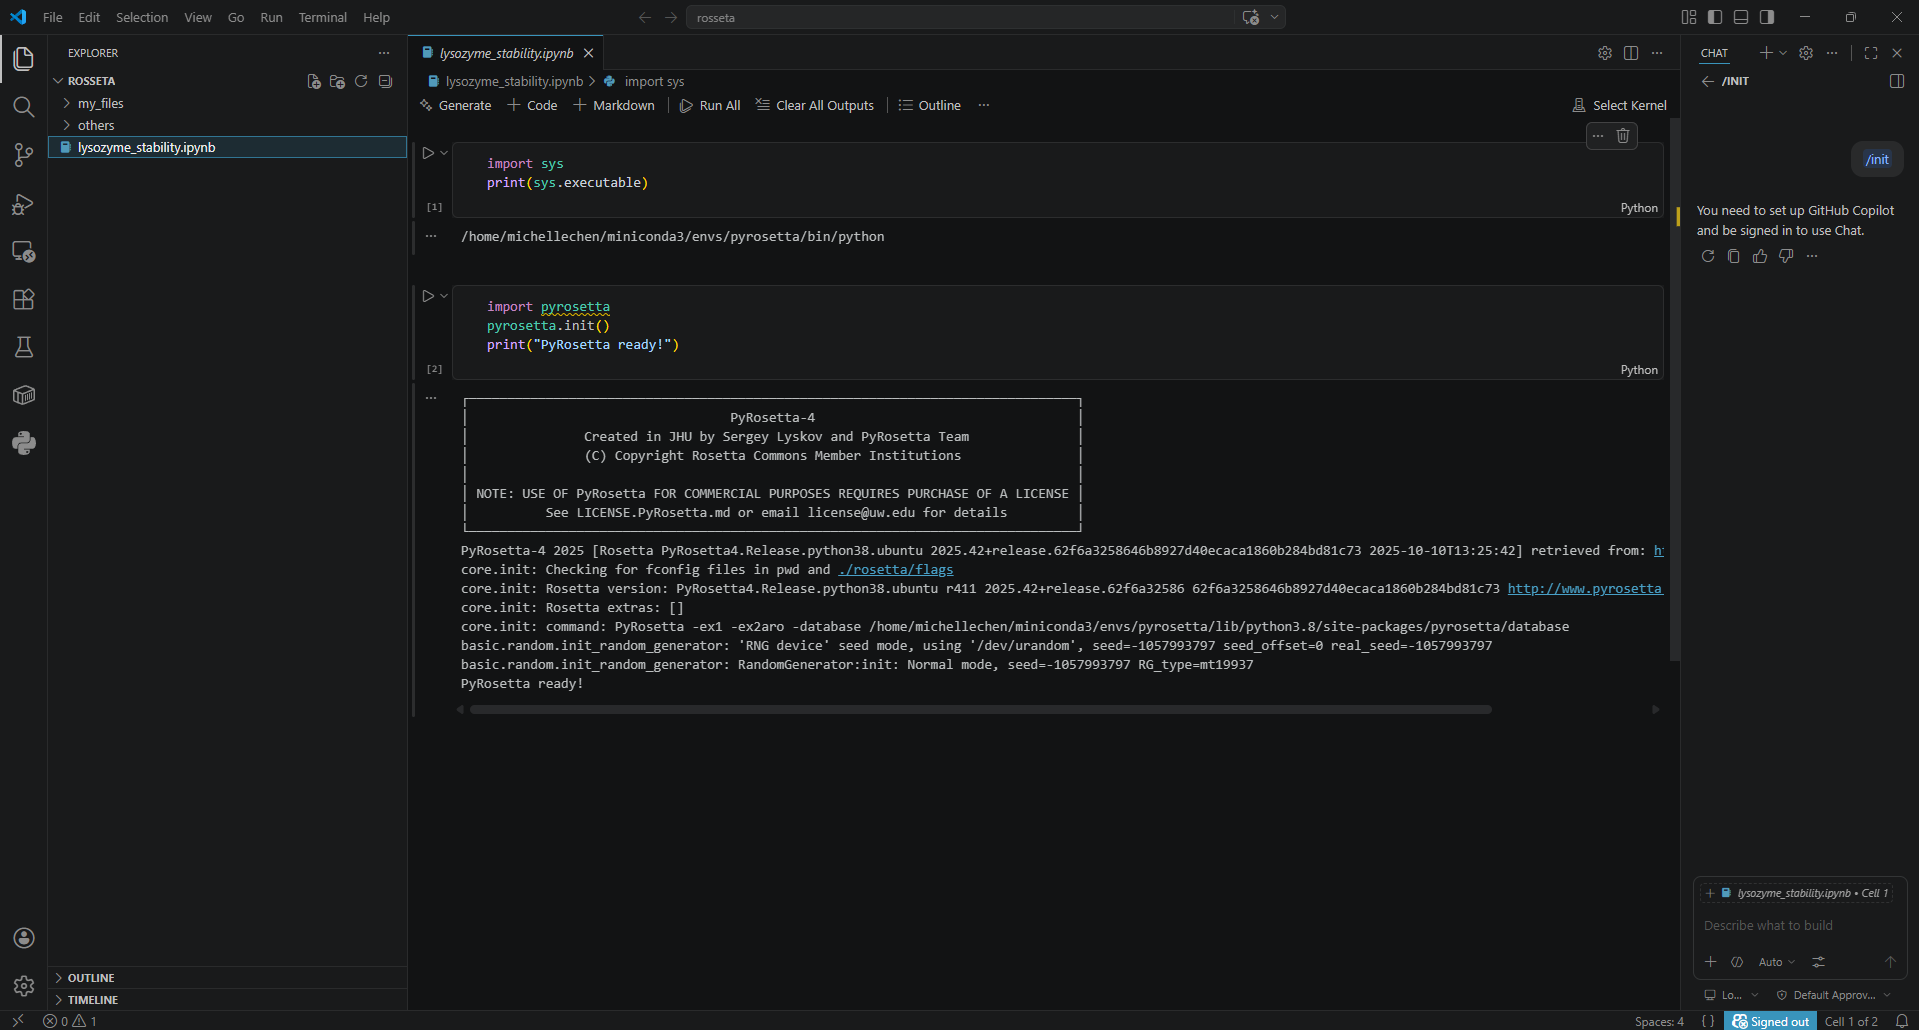 File Edit Selection View Go Run Terminal Help
rosseta
EXPLORER
ROSSETA
my_files
others
lysozyme_stability.ipynb
OUTLINE
TIMELINE
lysozyme_stability.ipynb
lysozyme_stability.ipynb > import sys
Generate + Code + Markdown Run All Clear All Outputs Outline ... Select Kernel
import sys
print(sys.executable)
[1]
Python
/home/michellechen/miniconda3/envs/pyrosetta/bin/python
import pyrosetta
pyrosetta.init()
print("PyRosetta ready!")
[2]
Python
PyRosetta-4
Created in JHU by Sergey Lyskov and PyRosetta Team
(C) Copyright Rosetta Commons Member Institutions
NOTE: USE OF PyRosetta FOR COMMERCIAL PURPOSES REQUIRES PURCHASE OF A LICENSE
See LICENSE.PyRosetta.md or email license@uw.edu for details
PyRosetta-4 2025 [Rosetta PyRosetta4.Release.python38.ubuntu 2025.42+release.62f6a3258646b8927d40ecaca1860b284bd81c73 2025-10-10T13:25:42] retrieved from: ht
core.init: Checking for fconfig files in pwd and ./rosetta/flags
core.init: Rosetta version: PyRosetta4.Release.python38.ubuntu r411 2025.42+release.62f6a32586 62f6a3258646b8927d40ecaca1860b284bd81c73 http://www.pyrosetta.
core.init: Rosetta extras: []
core.init: command: PyRosetta -ex1 -ex2aro -database /home/michellechen/miniconda3/envs/pyrosetta/lib/python3.8/site-packages/pyrosetta/database
basic.random.init_random_generator: 'RNG device' seed mode, using '/dev/urandom', seed=-1057993797 seed_offset=0 real_seed=-1057993797
basic.random.init_random_generator: RandomGenerator:init: Normal mode, seed=-1057993797 RG_type=mt19937
PyRosetta ready!
CHAT
/INIT
/init
You need to set up GitHub Copilot
and be signed in to use Chat.
lysozyme_stability.ipynb • Cell 1
Describe what to build
Auto
Lo... Default Approv...
0 1
Spaces: 4 { } Signed out Cell 1 of 2